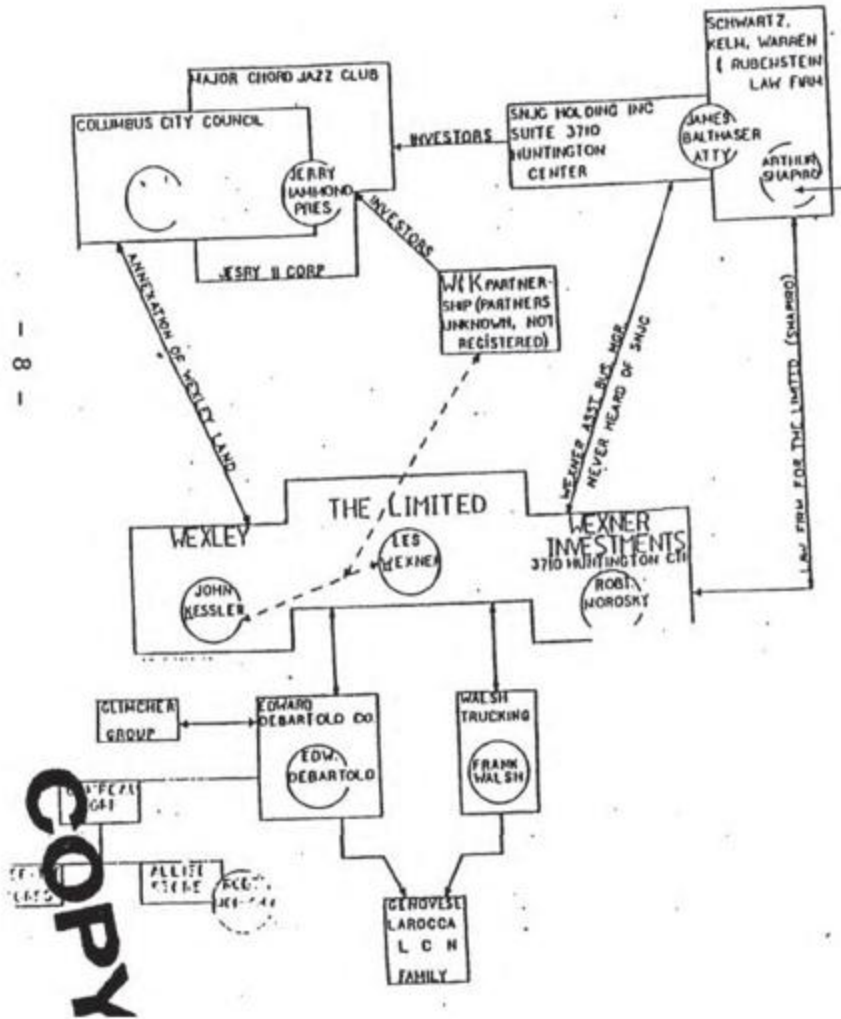 MAJOR CHORD JAZZ CLUB
COLUMBUS CITY COUNCIL
JERRY
HAMMOND
PRES
JESRY II CORP
INVESTORS
SNJC HOLDING INC
SUITE 3710
HUNTINGTON
CENTER
JAMES
BALTHASER
ATTY
SCHWARTZ,
KELM, WARREN
& RUBENSTEIN
LAW FIRM
ARTHUR
SHAPIRO
INVESTORS
W&K PARTNER-
SHIP (PARTNERS
UNKNOWN, NOT
REGISTERED)
ANNEXATION OF WEXLEY LAND
WEXNER ASST BUS. MGR.
NEVER HEARD OF SNJC
LAW FIRM FOR THE LIMITED (SHAPIRO)
- 8 -
WEXLEY
JOHN
KESSLER
THE LIMITED
LES
WEXNER
WEXNER
INVESTMENTS
3710 HUNTINGTON CTR
ROBT.
MOROSKY
GLIMCHER
GROUP
EDWARD
DEBARTOLO CO.
EDW.
DEBARTOLO
WALSH
TRUCKING
FRANK
WALSH
ALLIED
STORE
GENOVESE
LAROCCA
L C N
FAMILY
COPY